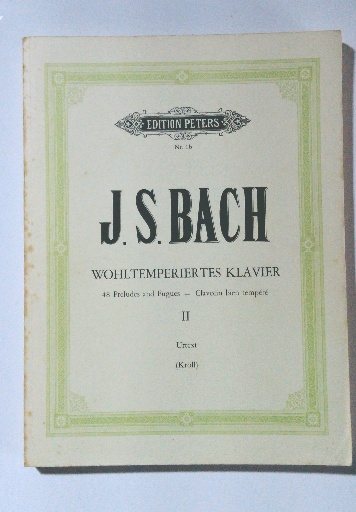 EDITION PETERS
Nr. 1b
J. S. BACH
WOHLTEMPERIERTES KLAVIER
48 Preludes and Fugues — Clavecin bien tempéré
II
Urtext
(Kroll)